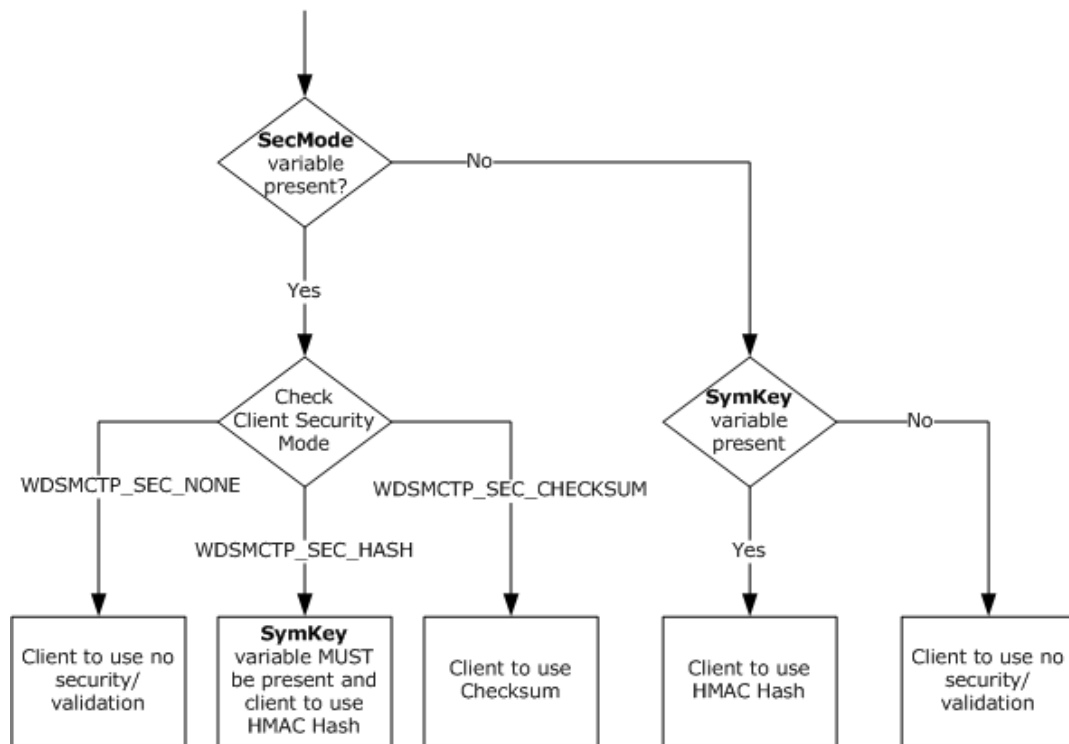 SecMode
variable
present?
No
Yes
Check
Client Security
Mode
SymKey
variable
present
No
WDSMCTP_SEC_NONE
WDSMCTP_SEC_CHECKSUM
WDSMCTP_SEC_HASH
Yes
Client to use no
security/
validation
SymKey
variable MUST
be present and
client to use
HMAC Hash
Client to use
Checksum
Client to use
HMAC Hash
Client to use no
security/
validation